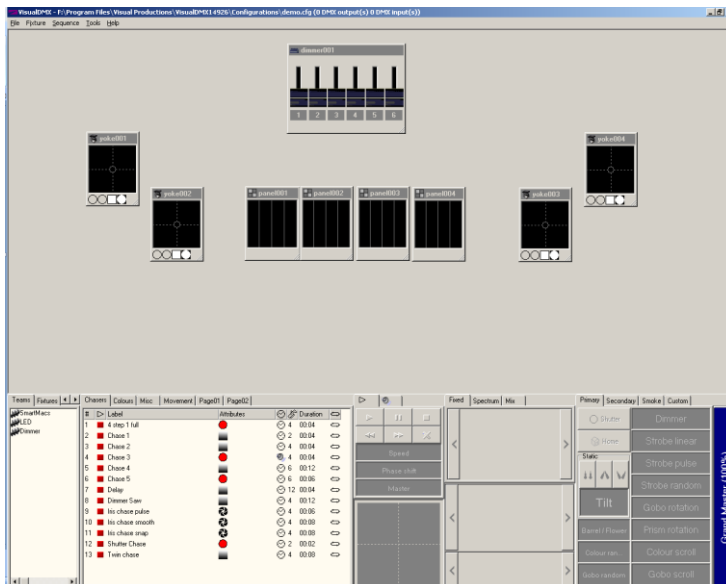 VisualDMX - F:\Program Files\Visual Productions\VisualDMX14926\Configurations\demo.cfg (0 DMX output(s) 0 DMX input(s))
File Fixture Sequence Tools Help
dimmer001
1 2 3 4 5 6
yoke001
yoke004
yoke002
panel001 panel002 panel003 panel004
yoke003
Teams Fixtures
SmartMacs
LED
Dimmer
Chasers Colours Misc Movement Page01 Page02
# Label Attributes Duration
1 4 step 1 full 4 00:04
2 Chase 1 2 00:04
3 Chase 2 4 00:04
4 Chase 3 4 00:04
5 Chase 4 6 00:12
6 Chase 5 6 00:06
7 Delay 12 00:04
8 Dimmer Saw 4 00:12
9 Iris chase pulse 4 00:06
10 Iris chase smooth 4 00:08
11 Iris chase snap 4 00:08
12 Shutter Chase 2 00:02
13 Twin chase 4 00:00
Speed
Phase shift
Master
Fixed Spectrum Mix
Primary Secondary Smoke Custom
Shutter
Home
Static
Tilt
Barrel / Flower
Colour ran...
Gobo random
Dimmer
Strobe linear
Strobe pulse
Strobe random
Gobo rotation
Prism rotation
Colour scroll
Gobo scroll
Grand Master (100%)